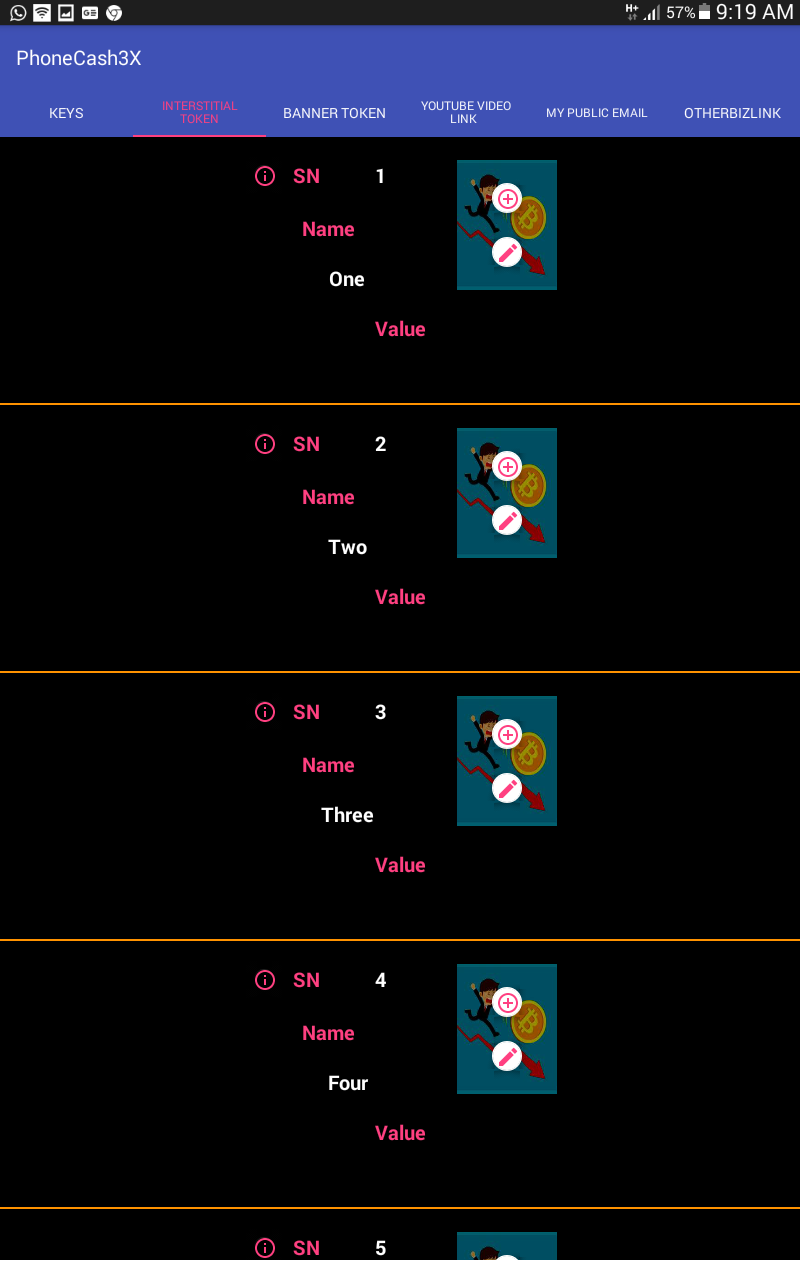 H+ 57% 9:19 AM
PhoneCash3X
KEYS
INTERSTITIAL
TOKEN
BANNER TOKEN
YOUTUBE VIDEO
LINK
MY PUBLIC EMAIL
OTHERBIZLINK
SN 1
Name
One
Value
SN 2
Name
Two
Value
SN 3
Name
Three
Value
SN 4
Name
Four
Value
SN 5